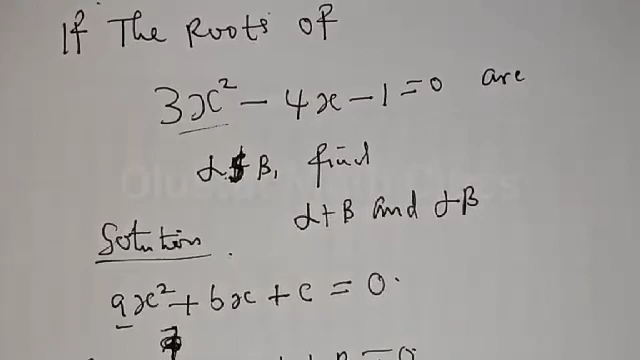 If The Roots of
3x² - 4x - 1 = 0 are
α & β, find
α+β and αβ
Solution.
ax² + bx + c = 0.